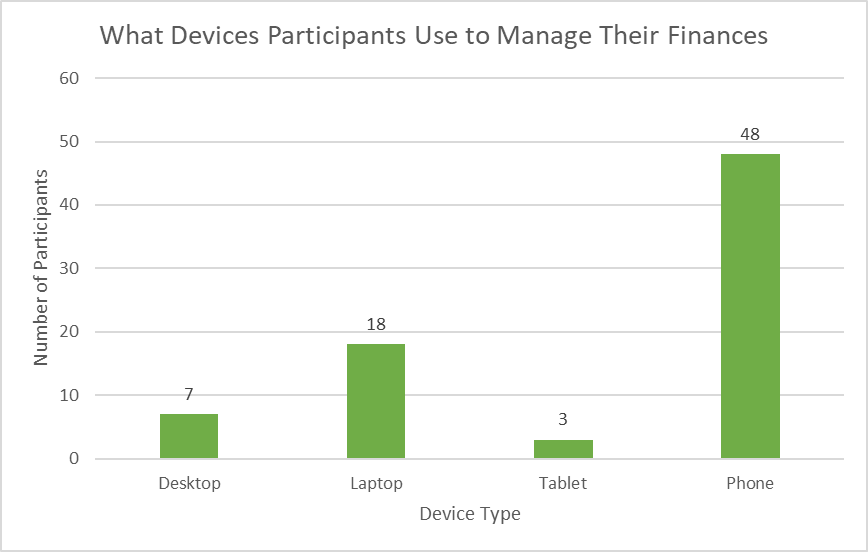 What Devices Participants Use to Manage Their Finances
60
50
40
30
20
10
0
Number of Participants
7
18
3
48
Desktop
Laptop
Tablet
Phone
Device Type